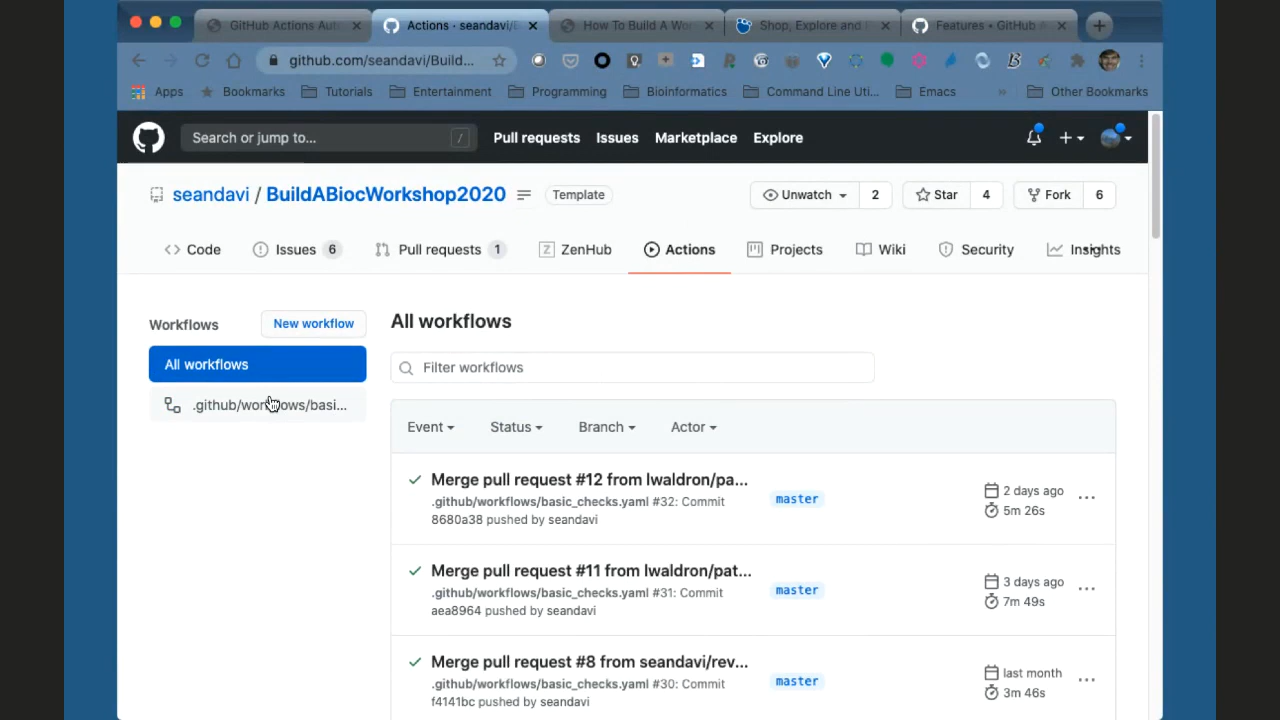 GitHub Actions Aut
Actions · seandavi/
How To Build A Wo
Shop, Explore and
Features • GitHub A
github.com/seandavi/Build...
Apps
Bookmarks
Tutorials
Entertainment
Programming
Bioinformatics
Command Line Uti...
Emacs
»
Other Bookmarks
Search or jump to...
/
Pull requests
Issues
Marketplace
Explore
seandavi / BuildABiocWorkshop2020
Template
Unwatch
2
Star
4
Fork
6
Code
Issues 6
Pull requests 1
ZenHub
Actions
Projects
Wiki
Security
Insights
Workflows
New workflow
All workflows
.github/workflows/basi...
All workflows
Filter workflows
Event
Status
Branch
Actor
Merge pull request #12 from lwaldron/pa...
.github/workflows/basic_checks.yaml #32: Commit
8680a38 pushed by seandavi
master
2 days ago
5m 26s
Merge pull request #11 from lwaldron/pat...
.github/workflows/basic_checks.yaml #31: Commit
aea8964 pushed by seandavi
master
3 days ago
7m 49s
Merge pull request #8 from seandavi/rev...
.github/workflows/basic_checks.yaml #30: Commit
f4141bc pushed by seandavi
master
last month
3m 46s